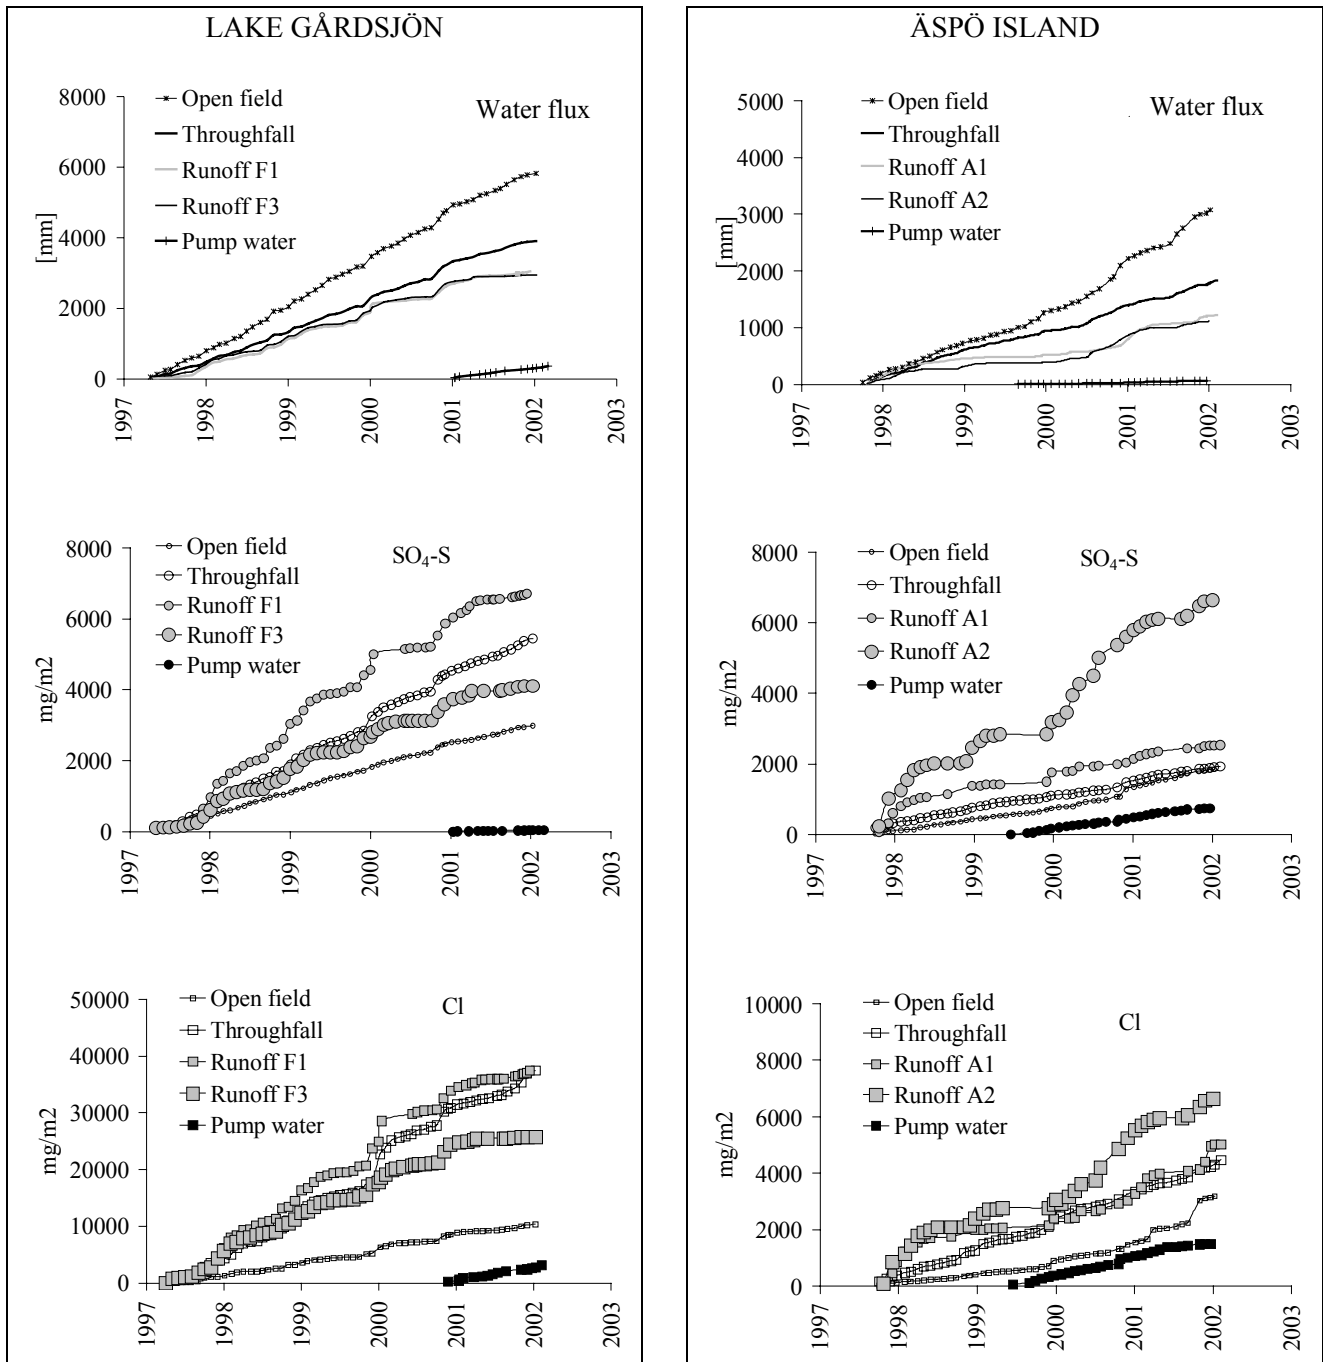 LAKE GÅRDSJÖN
Open field
Throughfall
Runoff F1
Runoff F3
Pump water
Water flux
[mm]
8000
6000
4000
2000
0
1997
1998
1999
2000
2001
2002
2003
Open field
Throughfall
Runoff F1
Runoff F3
Pump water
SO4-S
mg/m2
8000
6000
4000
2000
0
1997
1998
1999
2000
2001
2002
2003
Open field
Throughfall
Runoff F1
Runoff F3
Pump water
Cl
mg/m2
50000
40000
30000
20000
10000
0
1997
1998
1999
2000
2001
2002
2003
ÄSPÖ ISLAND
Open field
Throughfall
Runoff A1
Runoff A2
Pump water
Water flux
[mm]
5000
4000
3000
2000
1000
0
1997
1998
1999
2000
2001
2002
2003
Open field
Throughfall
Runoff A1
Runoff A2
Pump water
SO4-S
mg/m2
8000
6000
4000
2000
0
1997
1998
1999
2000
2001
2002
2003
Open field
Throughfall
Runoff A1
Runoff A2
Pump water
Cl
mg/m2
10000
8000
6000
4000
2000
0
1997
1998
1999
2000
2001
2002
2003